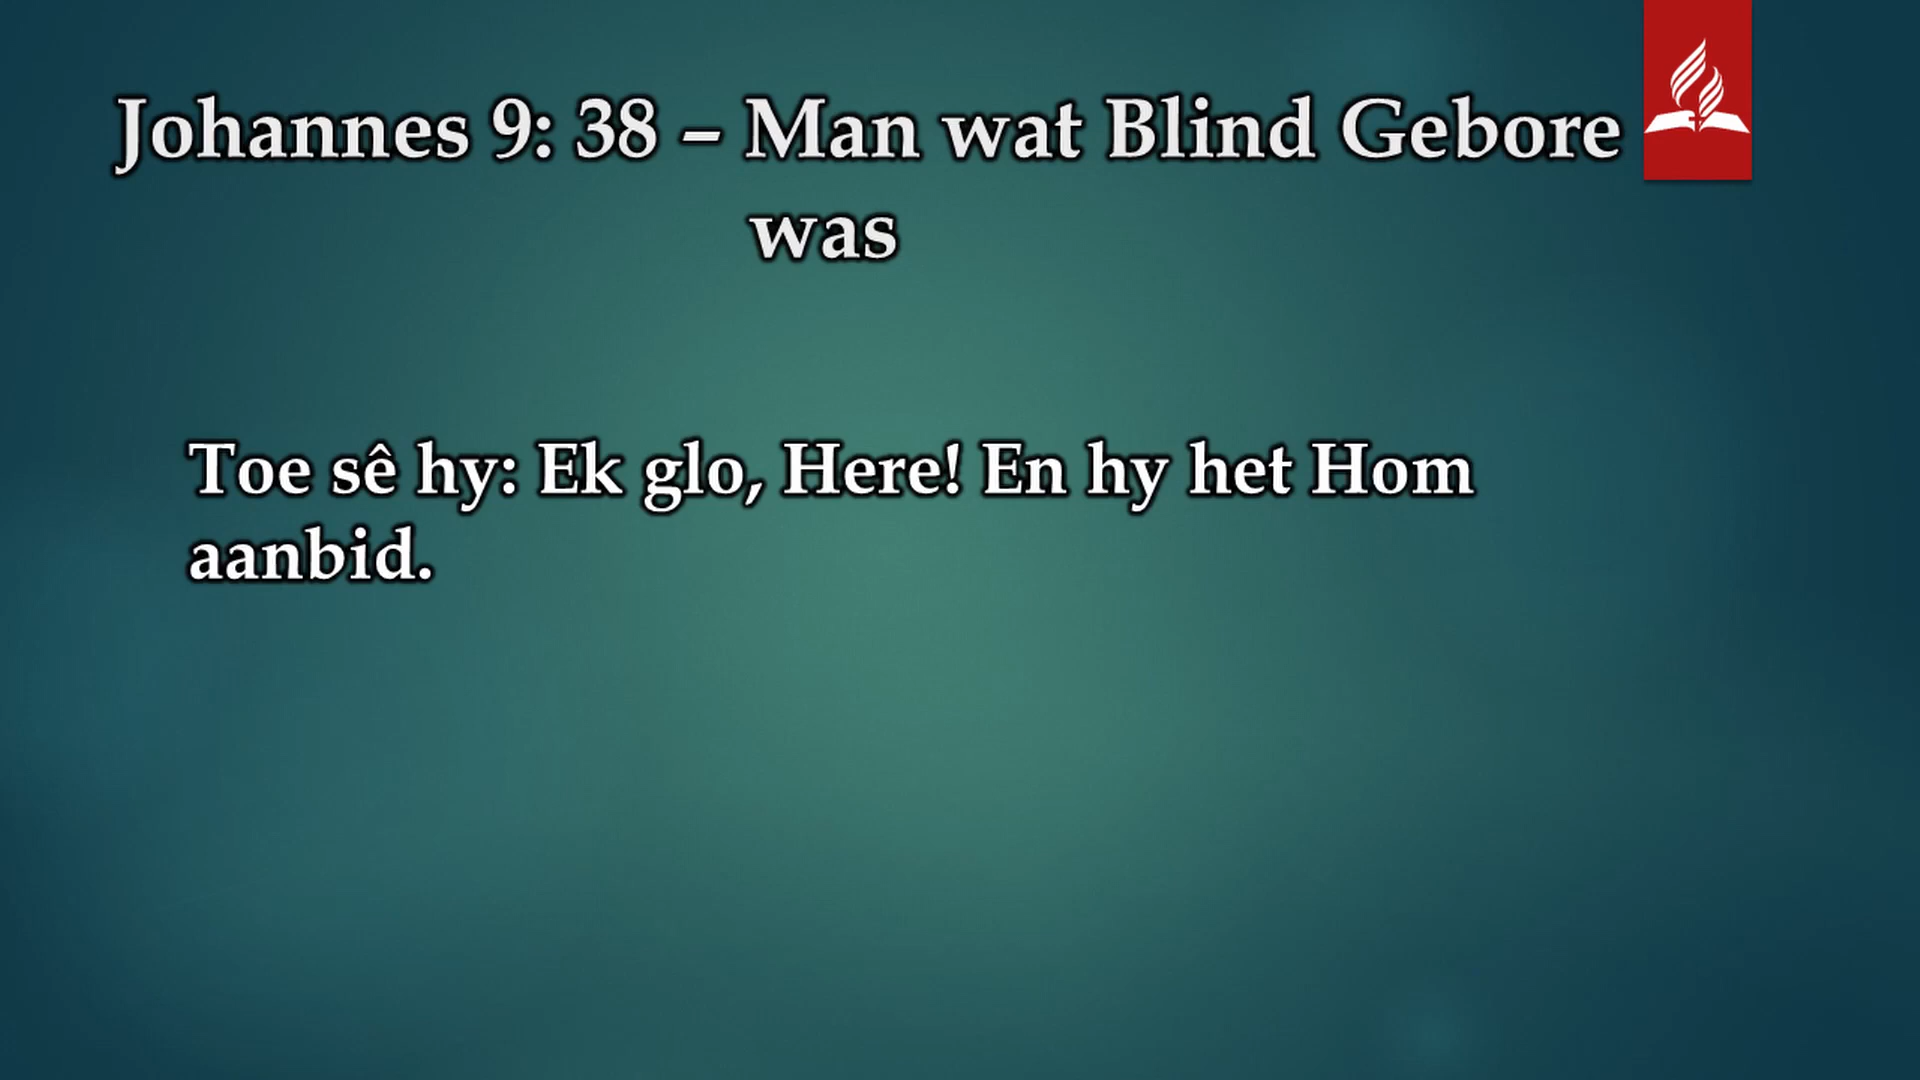 Johannes 9: 38 – Man wat Blind Gebore
was
Toe sê hy: Ek glo, Here! En hy het Hom
aanbid.